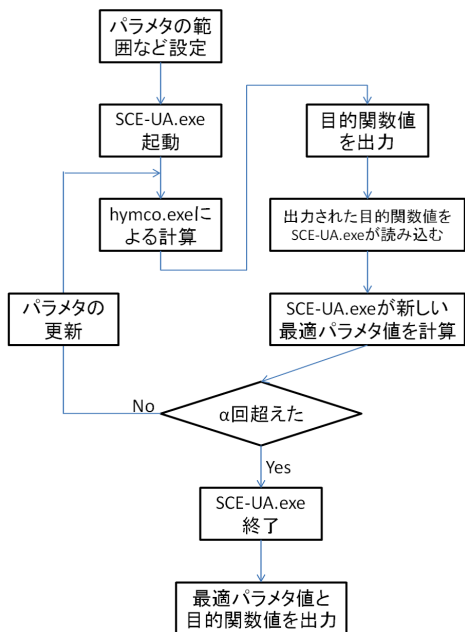 パラメタの範
囲など設定
SCE-UA.exe
起動
hymco.exeに
よる計算
目的関数値
を出力
出力された目的関数値を
SCE-UA.exeが読み込む
SCE-UA.exeが新しい
最適パラメタ値を計算
パラメタの
更新
No
α回超えた
Yes
SCE-UA.exe
終了
最適パラメタ値と
目的関数値を出力